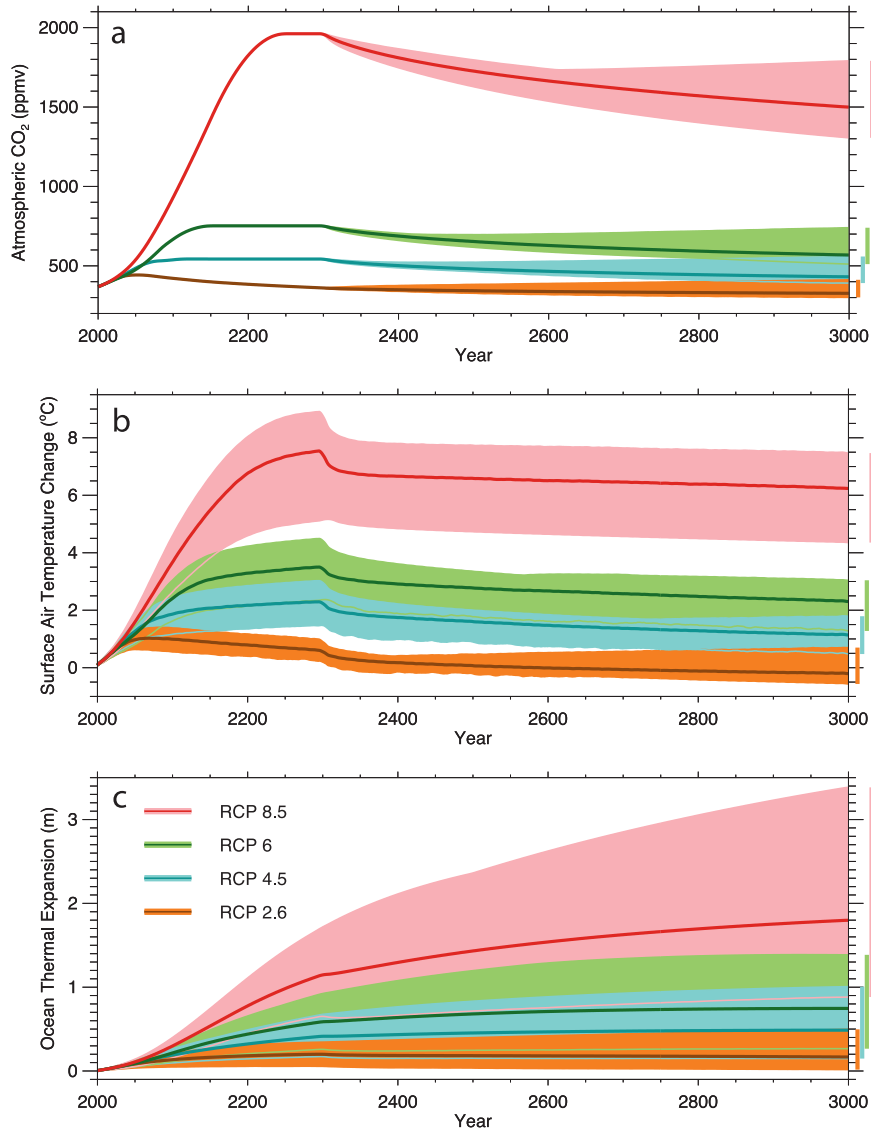 a
Atmospheric CO2 (ppmv)
2000
1500
1000
500
2000 2200 2400 2600 2800 3000
Year
b
Surface Air Temperature Change (ºC)
8
6
4
2
0
2000 2200 2400 2600 2800 3000
Year
c
Ocean Thermal Expansion (m)
3
2
1
0
RCP 8.5
RCP 6
RCP 4.5
RCP 2.6
2000 2200 2400 2600 2800 3000
Year